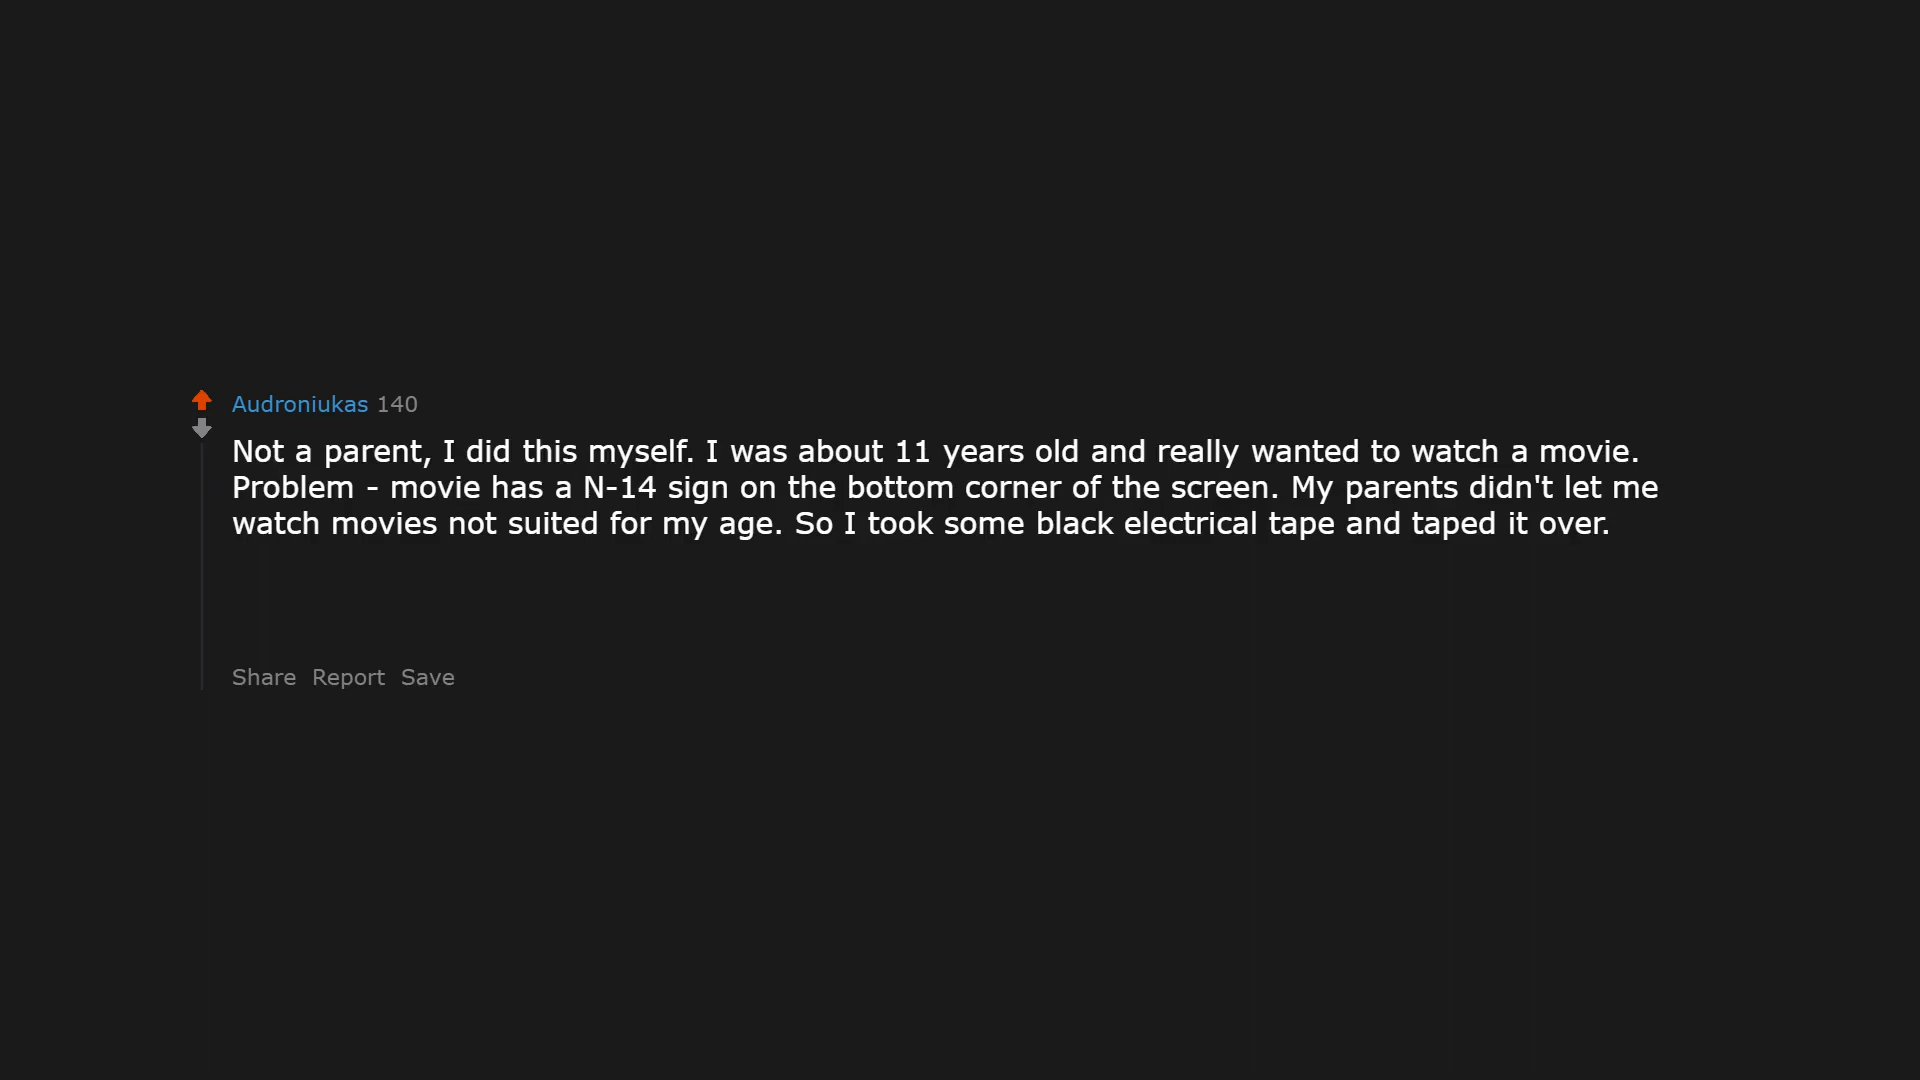 Audroniukas 140
Not a parent, I did this myself. I was about 11 years old and really wanted to watch a movie.
Problem - movie has a N-14 sign on the bottom corner of the screen. My parents didn't let me
watch movies not suited for my age. So I took some black electrical tape and taped it over.
Share Report Save